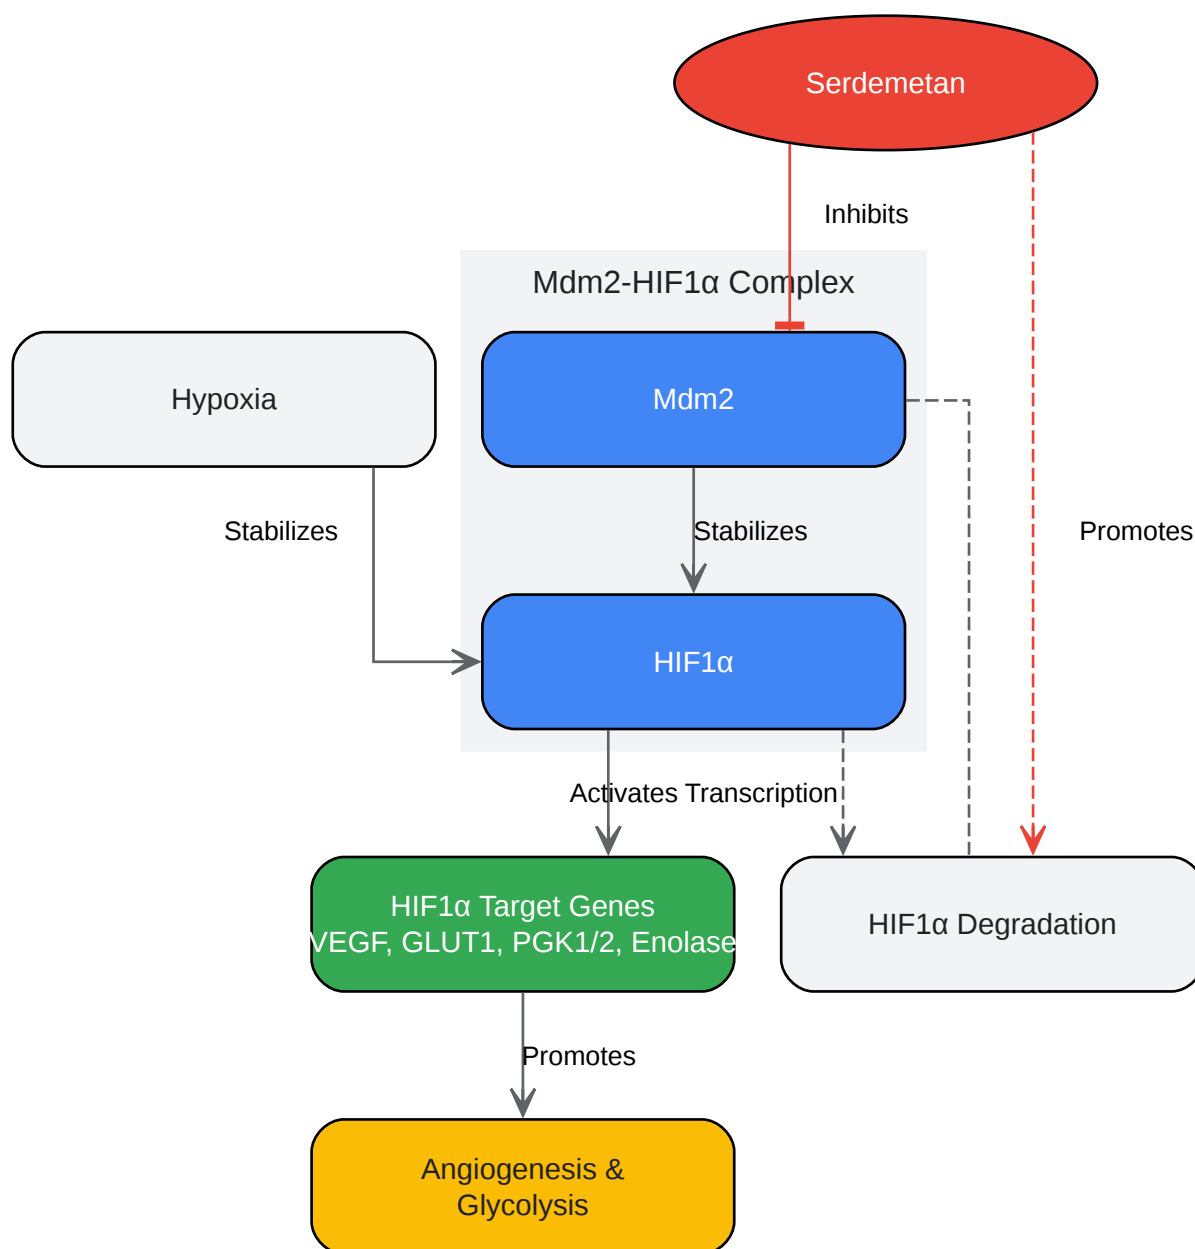 Serdemetan
Inhibits
Mdm2-HIF1α Complex
Hypoxia
Mdm2
Stabilizes
Stabilizes
Promotes
HIF1α
Activates Transcription
HIF1α Target Genes
VEGF, GLUT1, PGK1/2, Enolase
HIF1α Degradation
Promotes
Angiogenesis &
Glycolysis